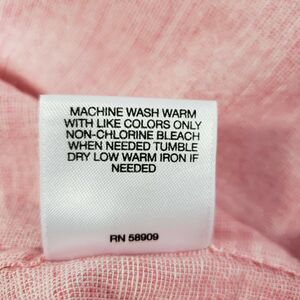 MACHINE WASH WARM
WITH LIKE COLORS ONLY
NON-CHLORINE BLEACH
WHEN NEEDED TUMBLE
DRY LOW WARM IRON IF
NEEDED
RN 58909